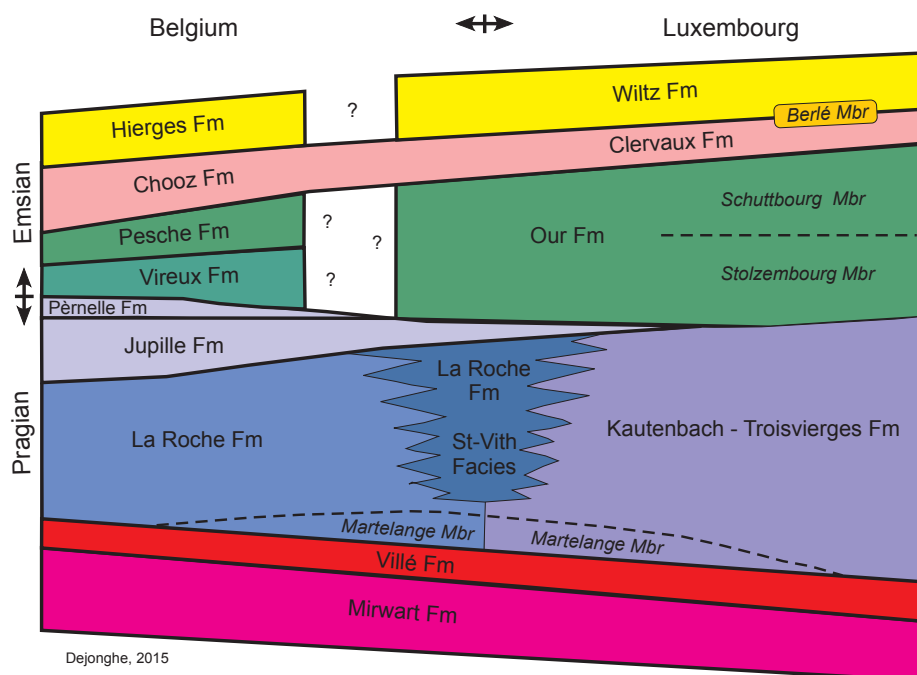 Belgium
Luxembourg
Wiltz Fm
?
Berlé Mbr
Hierges Fm
Clervaux Fm
Chooz Fm
Emsian
Schuttbourg Mbr
?
Pesche Fm
?
Our Fm
Vireux Fm
?
Stolzembourg Mbr
Pèrnelle Fm
Jupille Fm
La Roche
Fm
Pragian
La Roche Fm
St-Vith
Facies
Kautenbach - Troisvierges Fm
Martelange Mbr
Martelange Mbr
Villé Fm
Mirwart Fm
Dejonghe, 2015